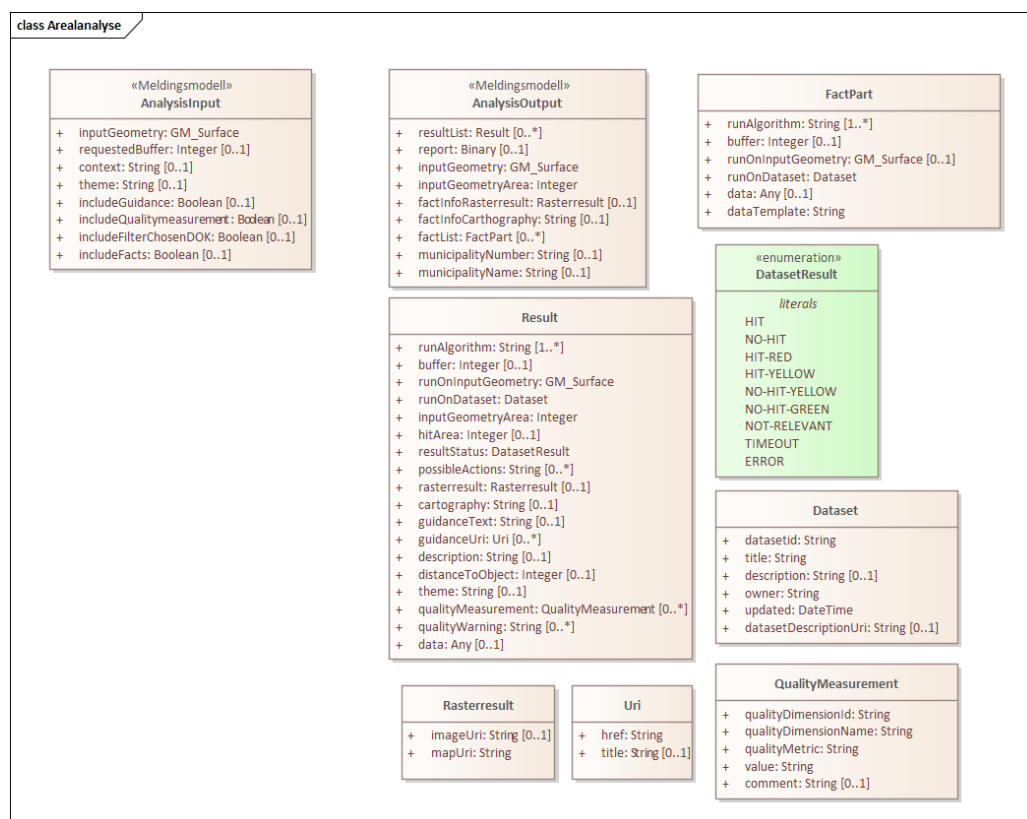 class Arealanalyse
«Meldingsmodell»
AnalysisInput
+ inputGeometry: GM_Surface
+ requestedBuffer: Integer [0..1]
+ context: String [0..1]
+ theme: String [0..1]
+ includeGuidance: Boolean [0..1]
+ includeQualitymeasurement: Boolean [0..1]
+ includeFilterChosenDOK: Boolean [0..1]
+ includeFacts: Boolean [0..1]
«Meldingsmodell»
AnalysisOutput
+ resultList: Result [0..*]
+ report: Binary [0..1]
+ inputGeometry: GM_Surface
+ inputGeometryArea: Integer
+ factInfoRasterresult: Rasterresult [0..1]
+ factInfoCarthography: String [0..1]
+ factList: FactPart [0..*]
+ municipalityNumber: String [0..1]
+ municipalityName: String [0..1]
FactPart
+ runAlgorithm: String [1..*]
+ buffer: Integer [0..1]
+ runOnInputGeometry: GM_Surface [0..1]
+ runOnDataset: Dataset
+ data: Any [0..1]
+ dataTemplate: String
«enumeration»
DatasetResult
literals
HIT
NO-HIT
HIT-RED
HIT-YELLOW
NO-HIT-YELLOW
NO-HIT-GREEN
NOT-RELEVANT
TIMEOUT
ERROR
Result
+ runAlgorithm: String [1..*]
+ buffer: Integer [0..1]
+ runOnInputGeometry: GM_Surface
+ runOnDataset: Dataset
+ inputGeometryArea: Integer
+ hitArea: Integer [0..1]
+ resultStatus: DatasetResult
+ possibleActions: String [0..*]
+ rasterresult: Rasterresult [0..1]
+ cartography: String [0..1]
+ guidanceText: String [0..1]
+ guidanceUri: Uri [0..*]
+ description: String [0..1]
+ distanceToObject: Integer [0..1]
+ theme: String [0..1]
+ qualityMeasurement: QualityMeasurement [0..*]
+ qualityWarning: String [0..*]
+ data: Any [0..1]
Dataset
+ datasetid: String
+ title: String
+ description: String [0..1]
+ owner: String
+ updated: DateTime
+ datasetDescriptionUri: String [0..1]
Rasterresult
+ imageUri: String [0..1]
+ mapUri: String
Uri
+ href: String
+ title: String [0..1]
QualityMeasurement
+ qualityDimensionId: String
+ qualityDimensionName: String
+ qualityMetric: String
+ value: String
+ comment: String [0..1]